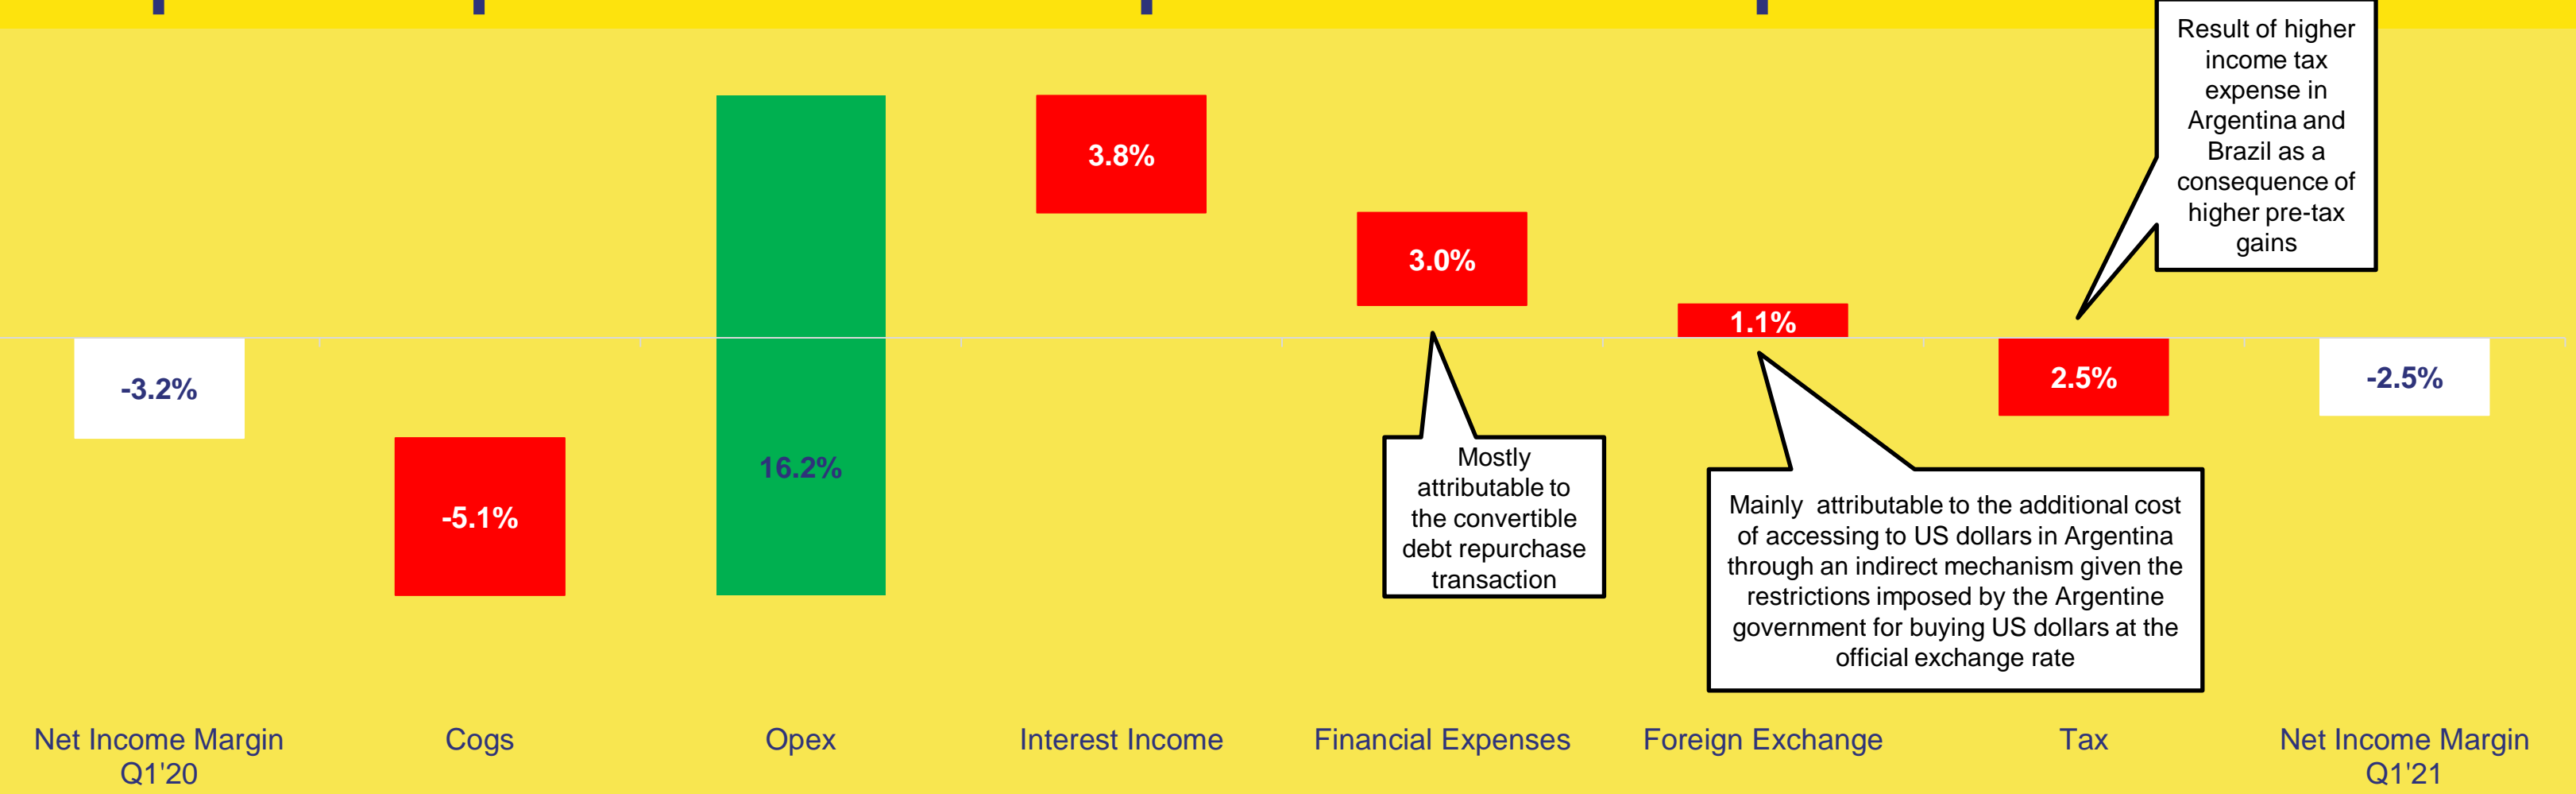 Result of higher
income tax
expense in
Argentina and
Brazil as a
consequence of
higher pre-tax
gains
3.8%
3.0%
1.1%
-3.2%
2.5%
-2.5%
16.2%
-5.1%
Mostly
attributable to
the convertible
debt repurchase
transaction
Mainly attributable to the additional cost
of accessing to US dollars in Argentina
through an indirect mechanism given the
restrictions imposed by the Argentine
government for buying US dollars at the
official exchange rate
Net Income Margin
Q1'20
Cogs
Opex
Interest Income
Financial Expenses
Foreign Exchange
Tax
Net Income Margin
Q1'21